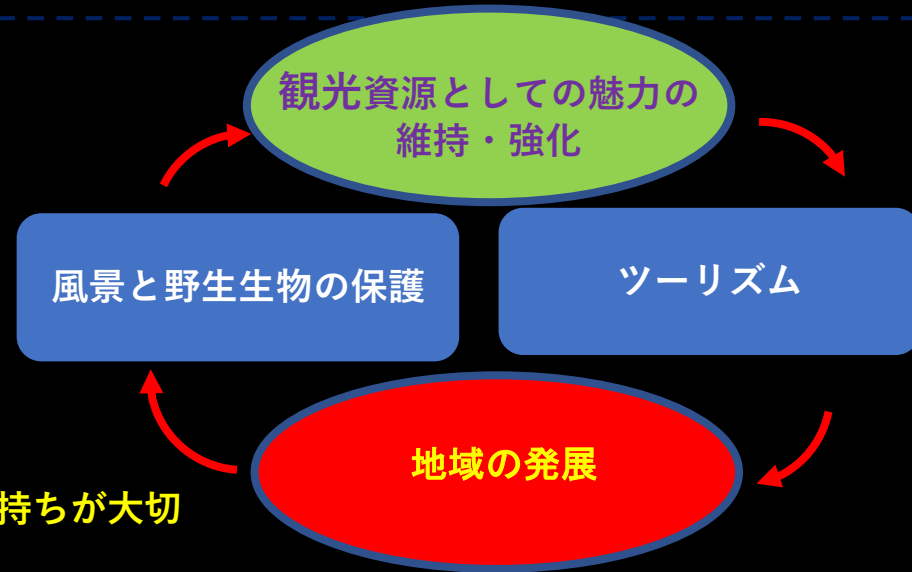 観光資源としての魅力の
維持・強化
風景と野生生物の保護
ツーリズム
地域の発展
持ちが大切